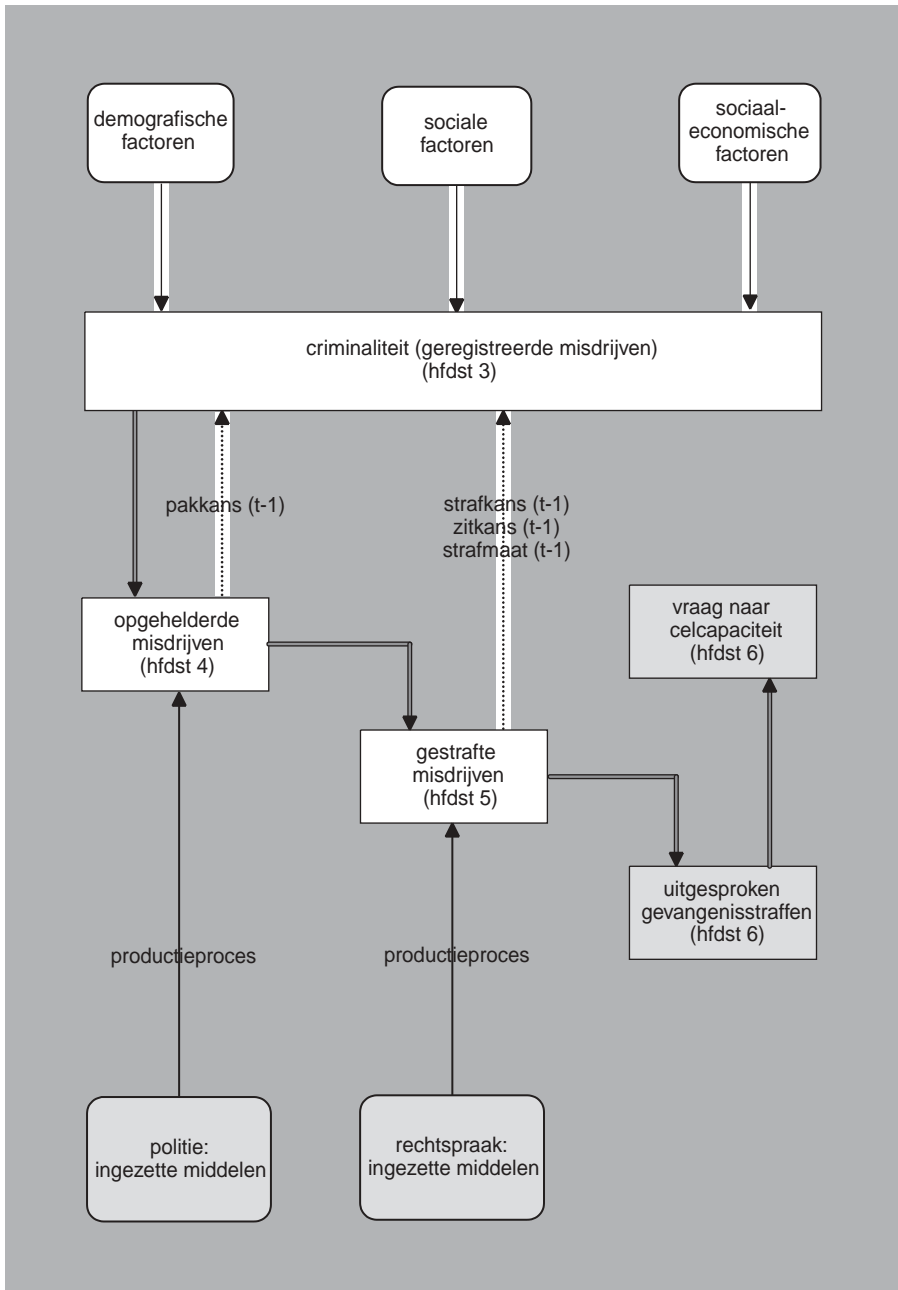 demografische
factoren
sociale
factoren
sociaal-
economische
factoren
criminaliteit (geregistreerde misdrijven)
(hfdst 3)
pakkans (t-1)
strafkans (t-1)
zitkans (t-1)
strafmaat (t-1)
opgehelderde
misdrijven
(hfdst 4)
vraag naar
celcapaciteit
(hfdst 6)
gestrafte
misdrijven
(hfdst 5)
uitgesproken
gevangenisstraffen
(hfdst 6)
productieproces
productieproces
politie:
ingezette middelen
rechtspraak:
ingezette middelen